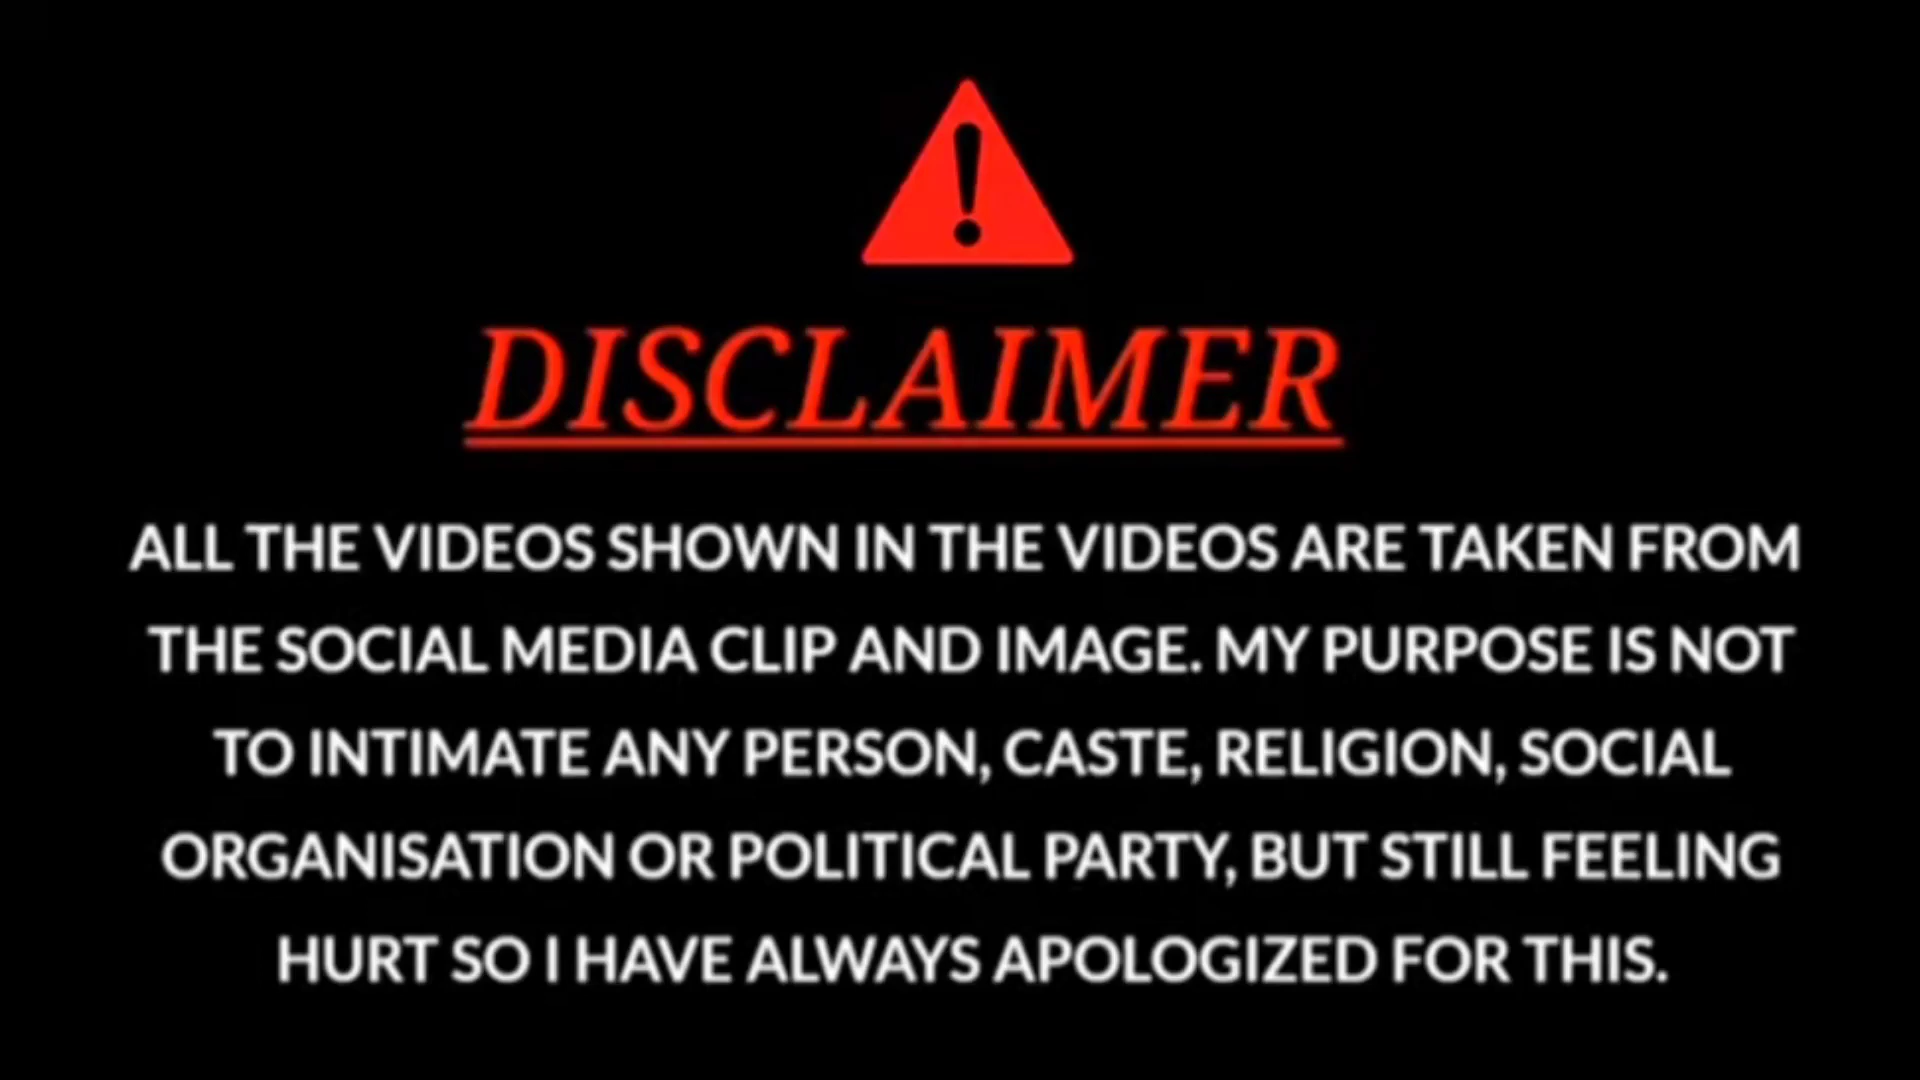 DISCLAIMER
ALL THE VIDEOS SHOWN IN THE VIDEOS ARE TAKEN FROM
THE SOCIAL MEDIA CLIP AND IMAGE. MY PURPOSE IS NOT
TO INTIMATE ANY PERSON, CASTE, RELIGION, SOCIAL
ORGANISATION OR POLITICAL PARTY, BUT STILL FEELING
HURT SO I HAVE ALWAYS APOLOGIZED FOR THIS.